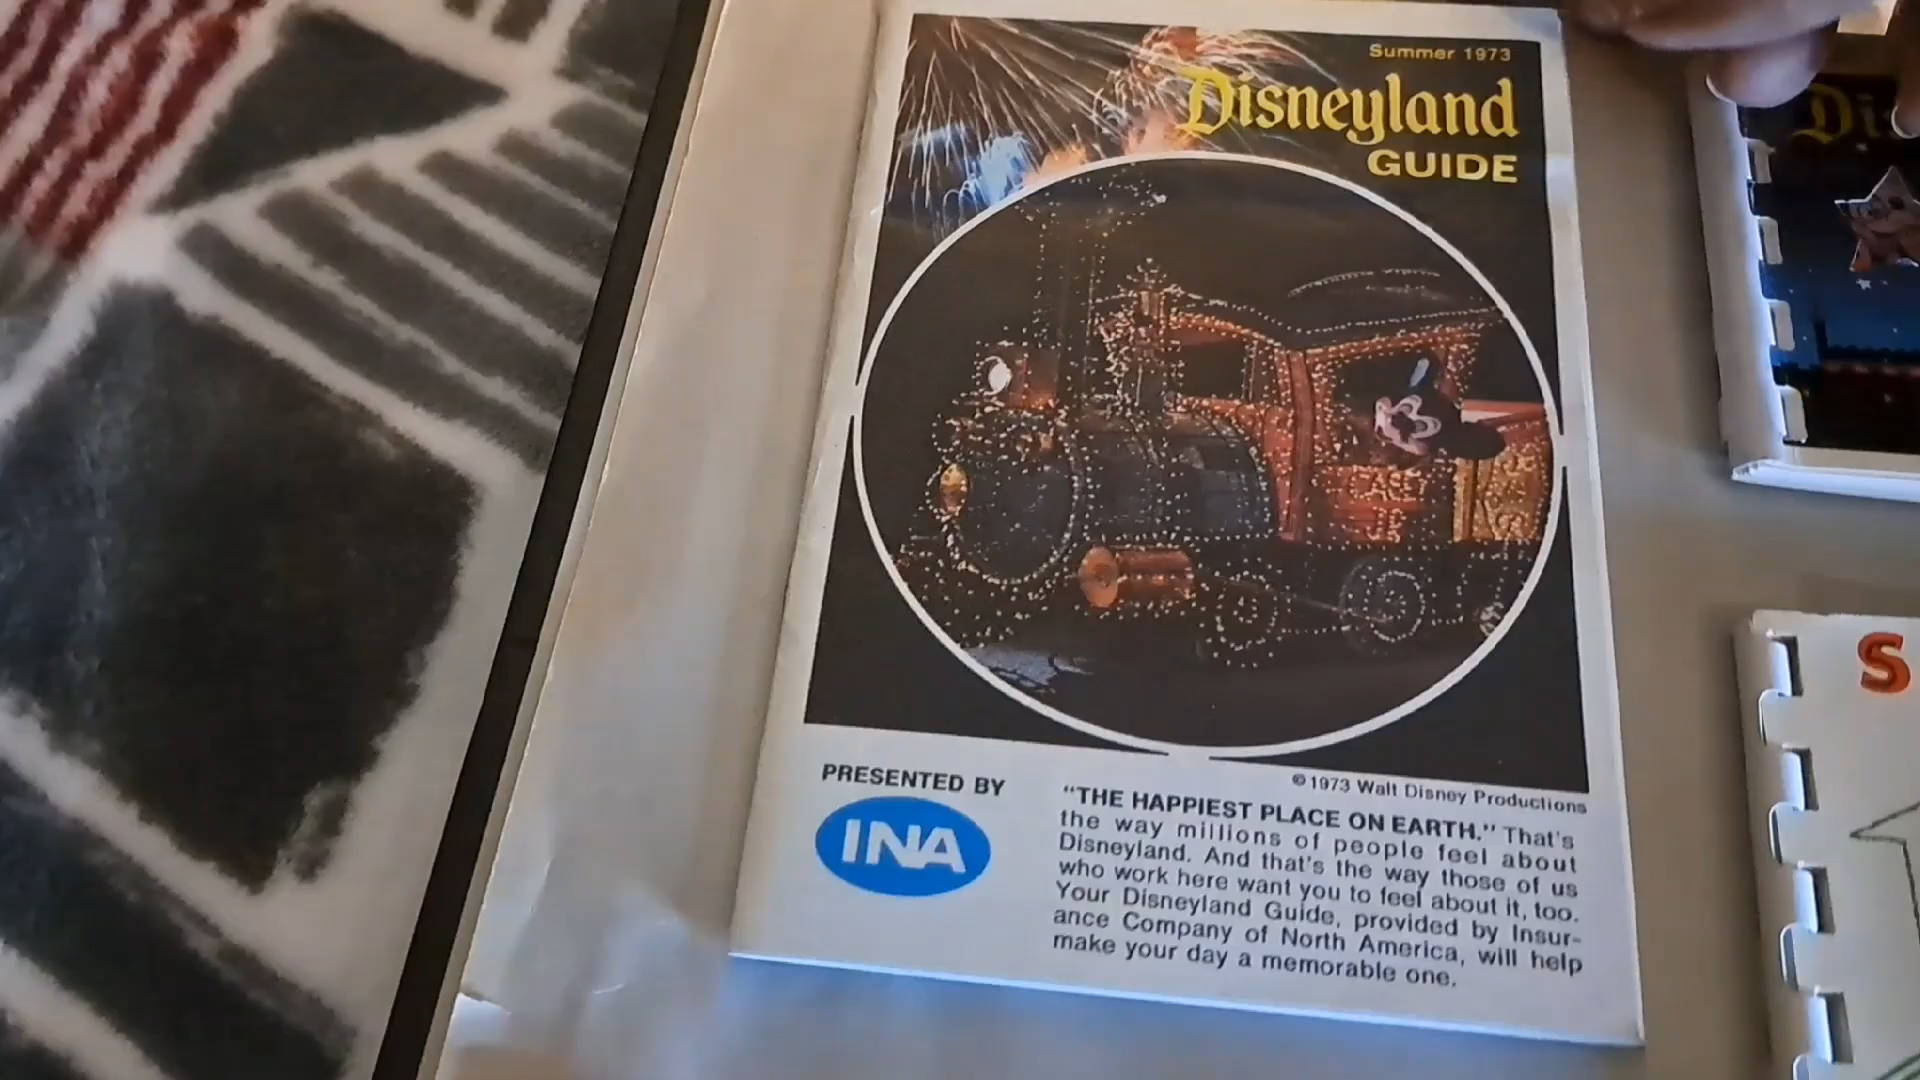 Summer 1973
Disneyland
GUIDE
CASEY
JR
PRESENTED BY
INA
©1973 Walt Disney Productions
“THE HAPPIEST PLACE ON EARTH.” That's
the way millions of people feel about
Disneyland. And that's the way those of us
who work here want you to feel about it, too.
Your Disneyland Guide, provided by Insur-
ance Company of North America, will help
make your day a memorable one.
Dis
S